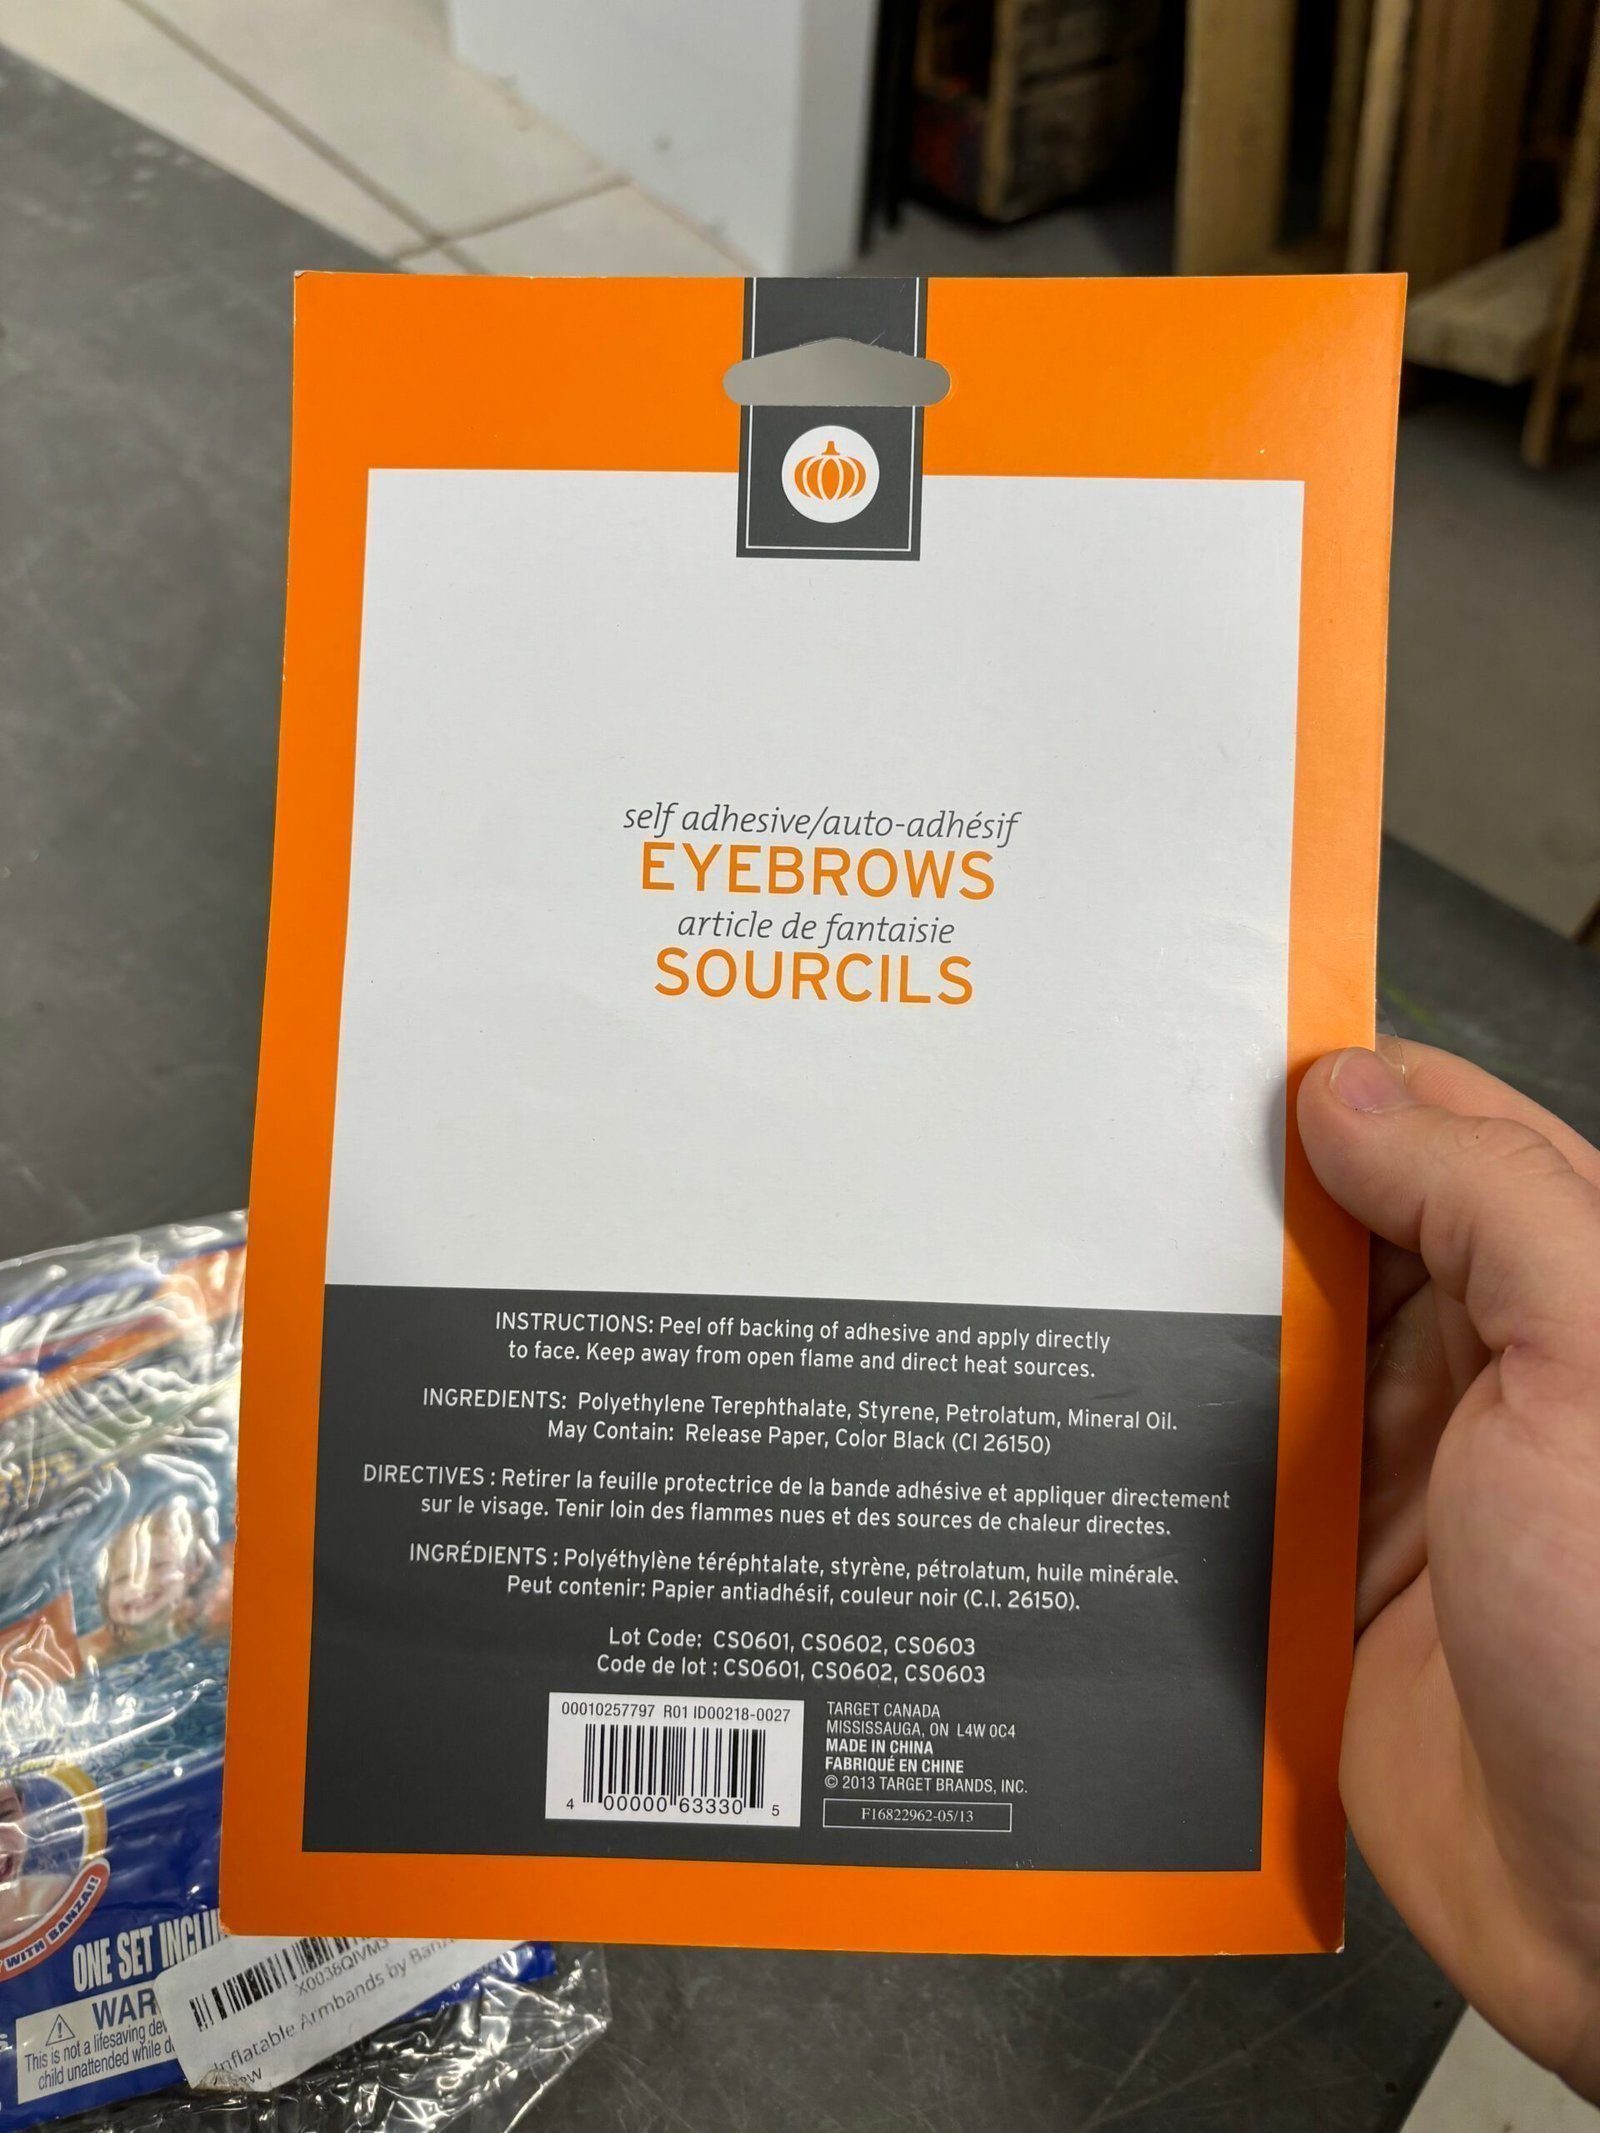 self adhesive/auto-adhésif
EYEBROWS
article de fantaisie
SOURCILS
INSTRUCTIONS: Peel off backing of adhesive and apply directly
to face. Keep away from open flame and direct heat sources.
INGREDIENTS: Polyethylene Terephthalate, Styrene, Petrolatum, Mineral Oil.
May Contain: Release Paper, Color Black (CI 26150)
DIRECTIVES : Retirer la feuille protectrice de la bande adhésive et appliquer directement
sur le visage. Tenir loin des flammes nues et des sources de chaleur directes.
INGRÉDIENTS : Polyéthylène téréphtalate, styrène, pétrolatum, huile minérale.
Peut contenir: Papier antiadhésif, couleur noir (C.I. 26150).
Lot Code: CS0601, CS0602, CS0603
Code de lot : CS0601, CS0602, CS0603
00010257797 R01 ID00218-0027
4 00000 63330 5
TARGET CANADA
MISSISSAUGA, ON L4W 0C4
MADE IN CHINA
FABRIQUÉ EN CHINE
© 2013 TARGET BRANDS, INC.
F16822962-05/13
WITH BANZAI!
ONE SET
WAR
This is not a lifesaving
child unattended while
Inflatable Armbands by